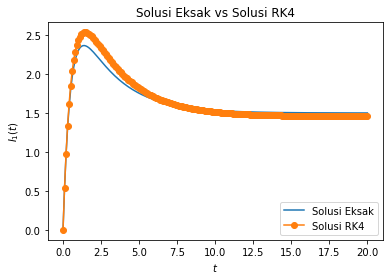 Solusi Eksak vs Solusi RK4
2.5
2.0
1.5
1.0
0.5
0.0
I₁(t)
0.0 2.5 5.0 7.5 10.0 12.5 15.0 17.5 20.0
t
Solusi Eksak
Solusi RK4